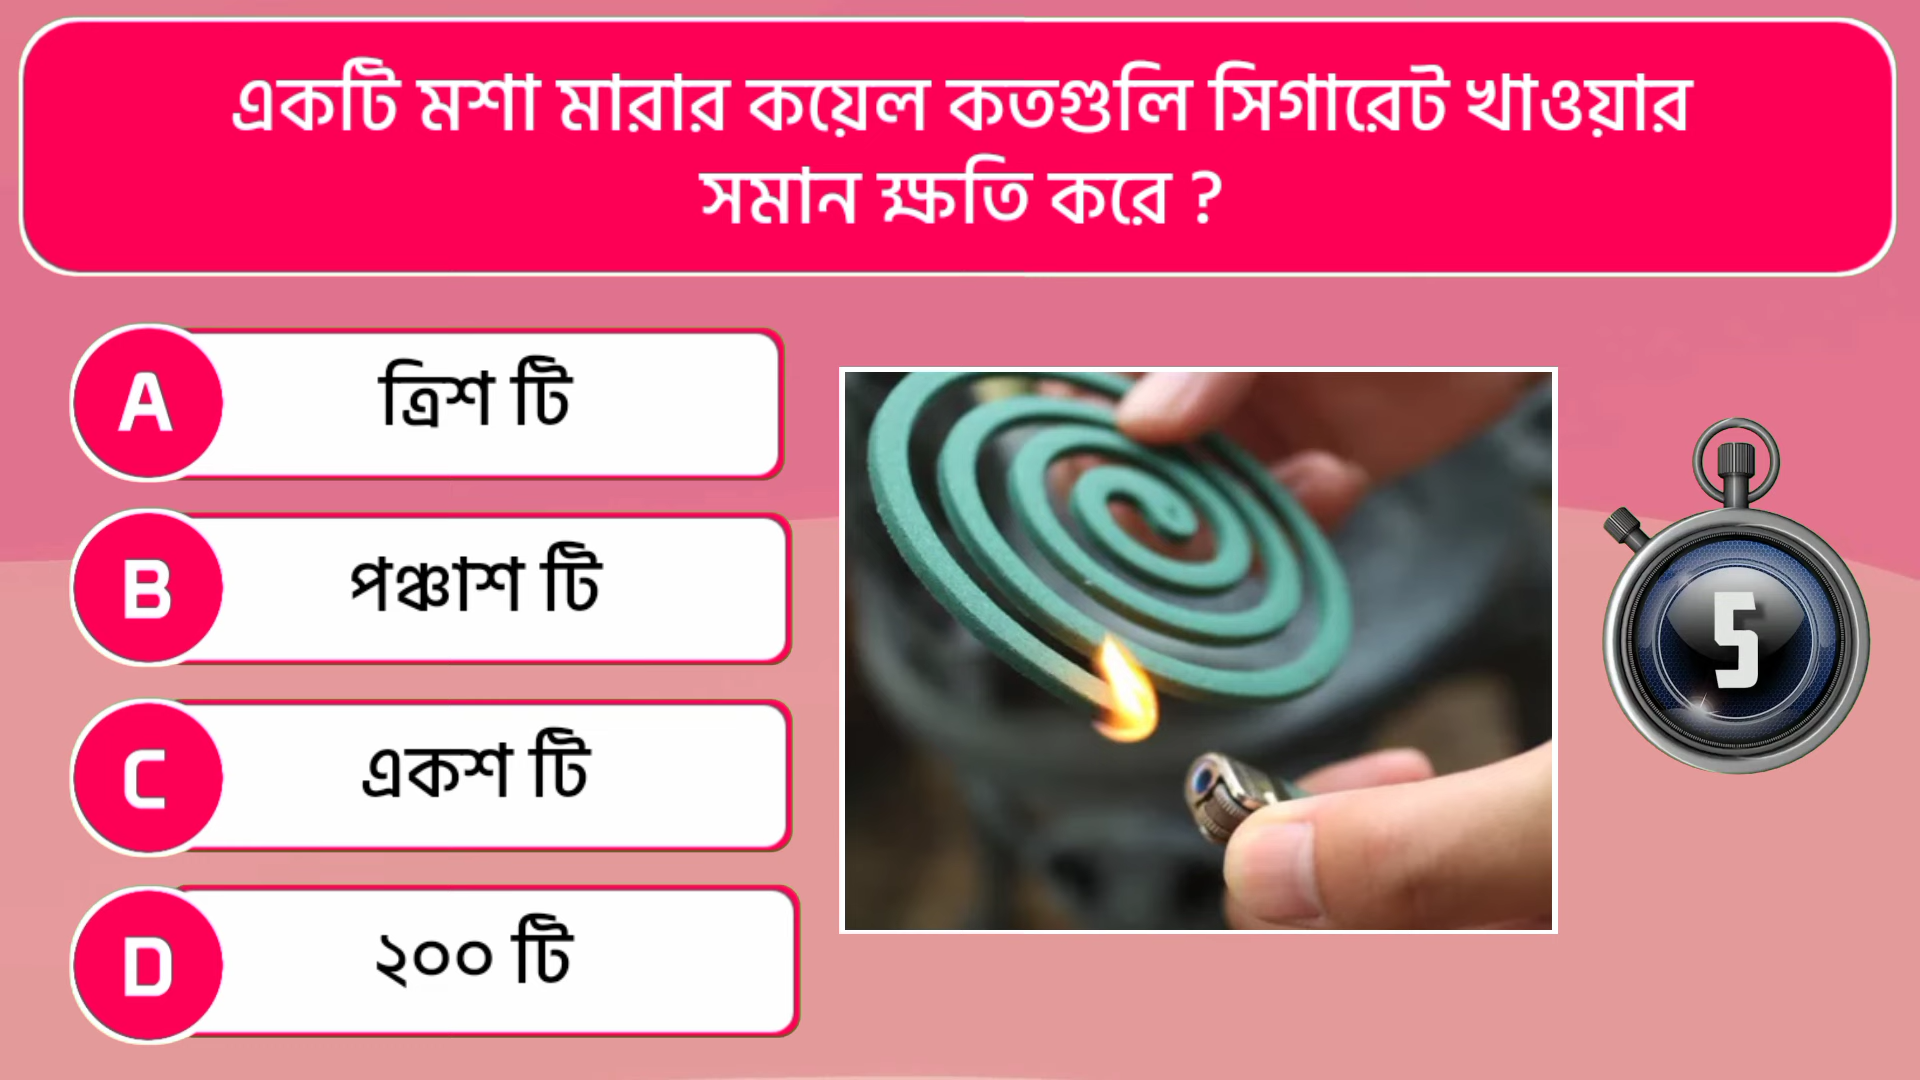 একটি মশা মারার কয়েল কতগুলি সিগারেট খাওয়ার
সমান ক্ষতি করে ?
A ত্রিশ টি
B পঞ্চাশ টি
C একশ টি
D ২০০ টি
5